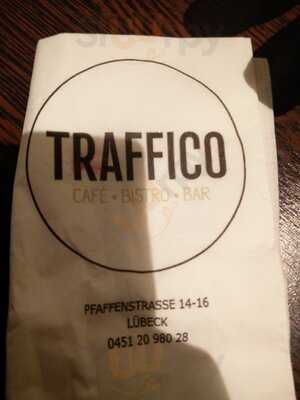 TRAFFICO
CAFÉ • BISTRO • BAR
PFAFFENSTRASSE 14-16
LÜBECK
0451 20 980 28